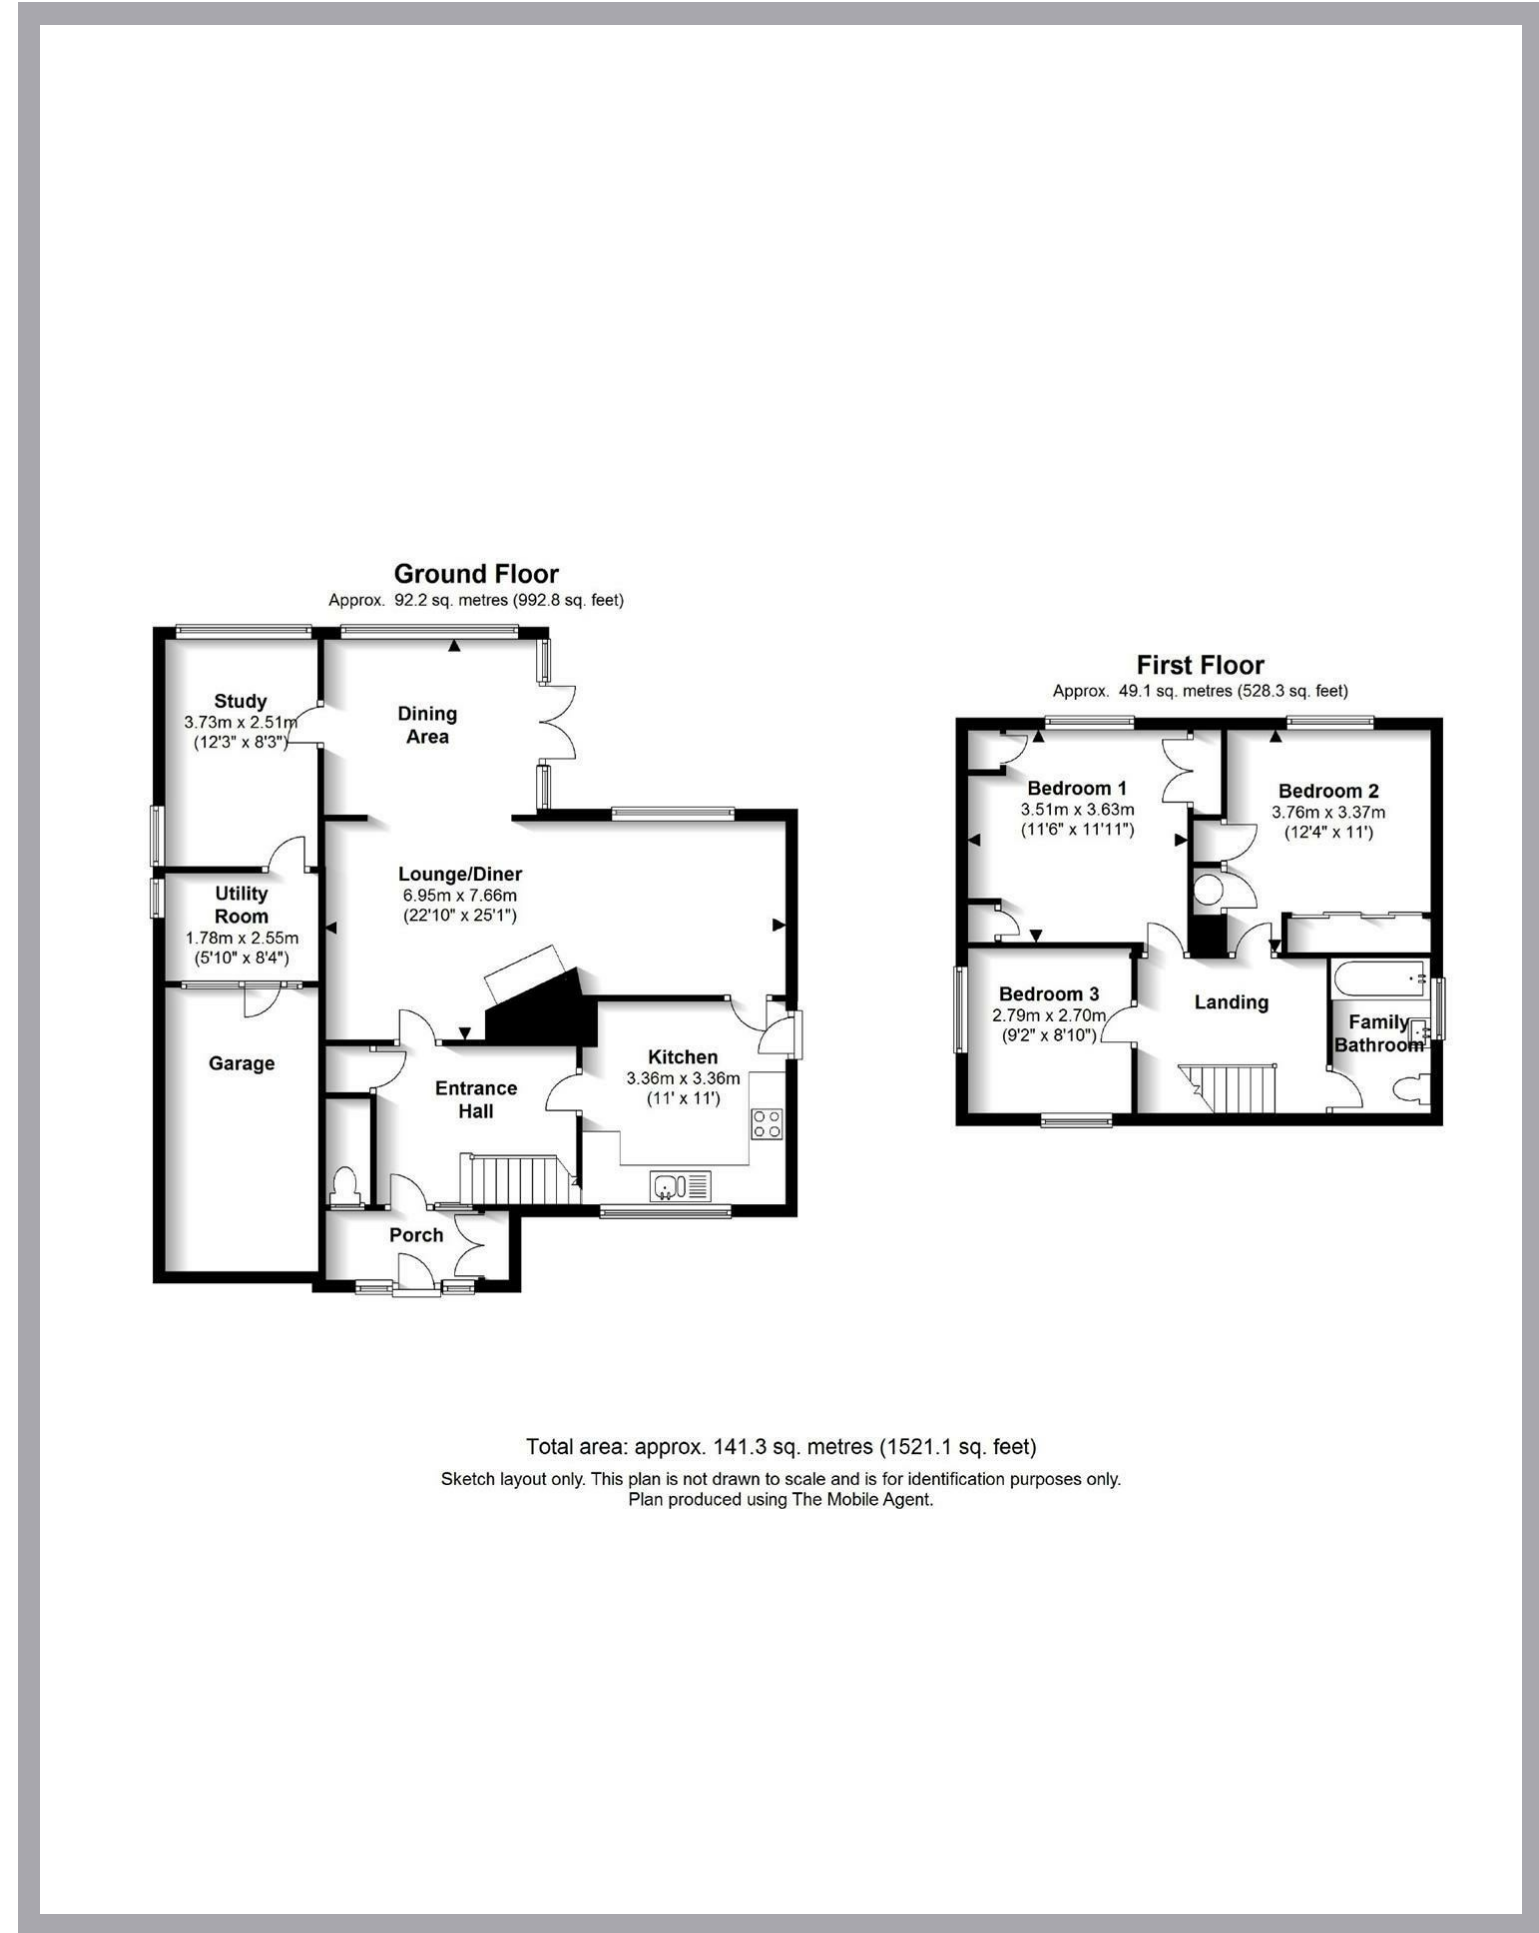 Ground Floor
Approx. 92.2 sq. metres (992.8 sq. feet)
Study
3.73m x 2.51m
(12'3" x 8'3")
Dining
Area
Lounge/Diner
6.95m x 7.66m
(22'10" x 25'1")
Utility
Room
1.78m x 2.55m
(5'10" x 8'4")
Garage
Entrance
Hall
Kitchen
3.36m x 3.36m
(11' x 11')
Porch
First Floor
Approx. 49.1 sq. metres (528.3 sq. feet)
Bedroom 1
3.51m x 3.63m
(11'6" x 11'11")
Bedroom 2
3.76m x 3.37m
(12'4" x 11')
Bedroom 3
2.79m x 2.70m
(9'2" x 8'10")
Landing
Family
Bathroom
Total area: approx. 141.3 sq. metres (1521.1 sq. feet)
Sketch layout only. This plan is not drawn to scale and is for identification purposes only.
Plan produced using The Mobile Agent.